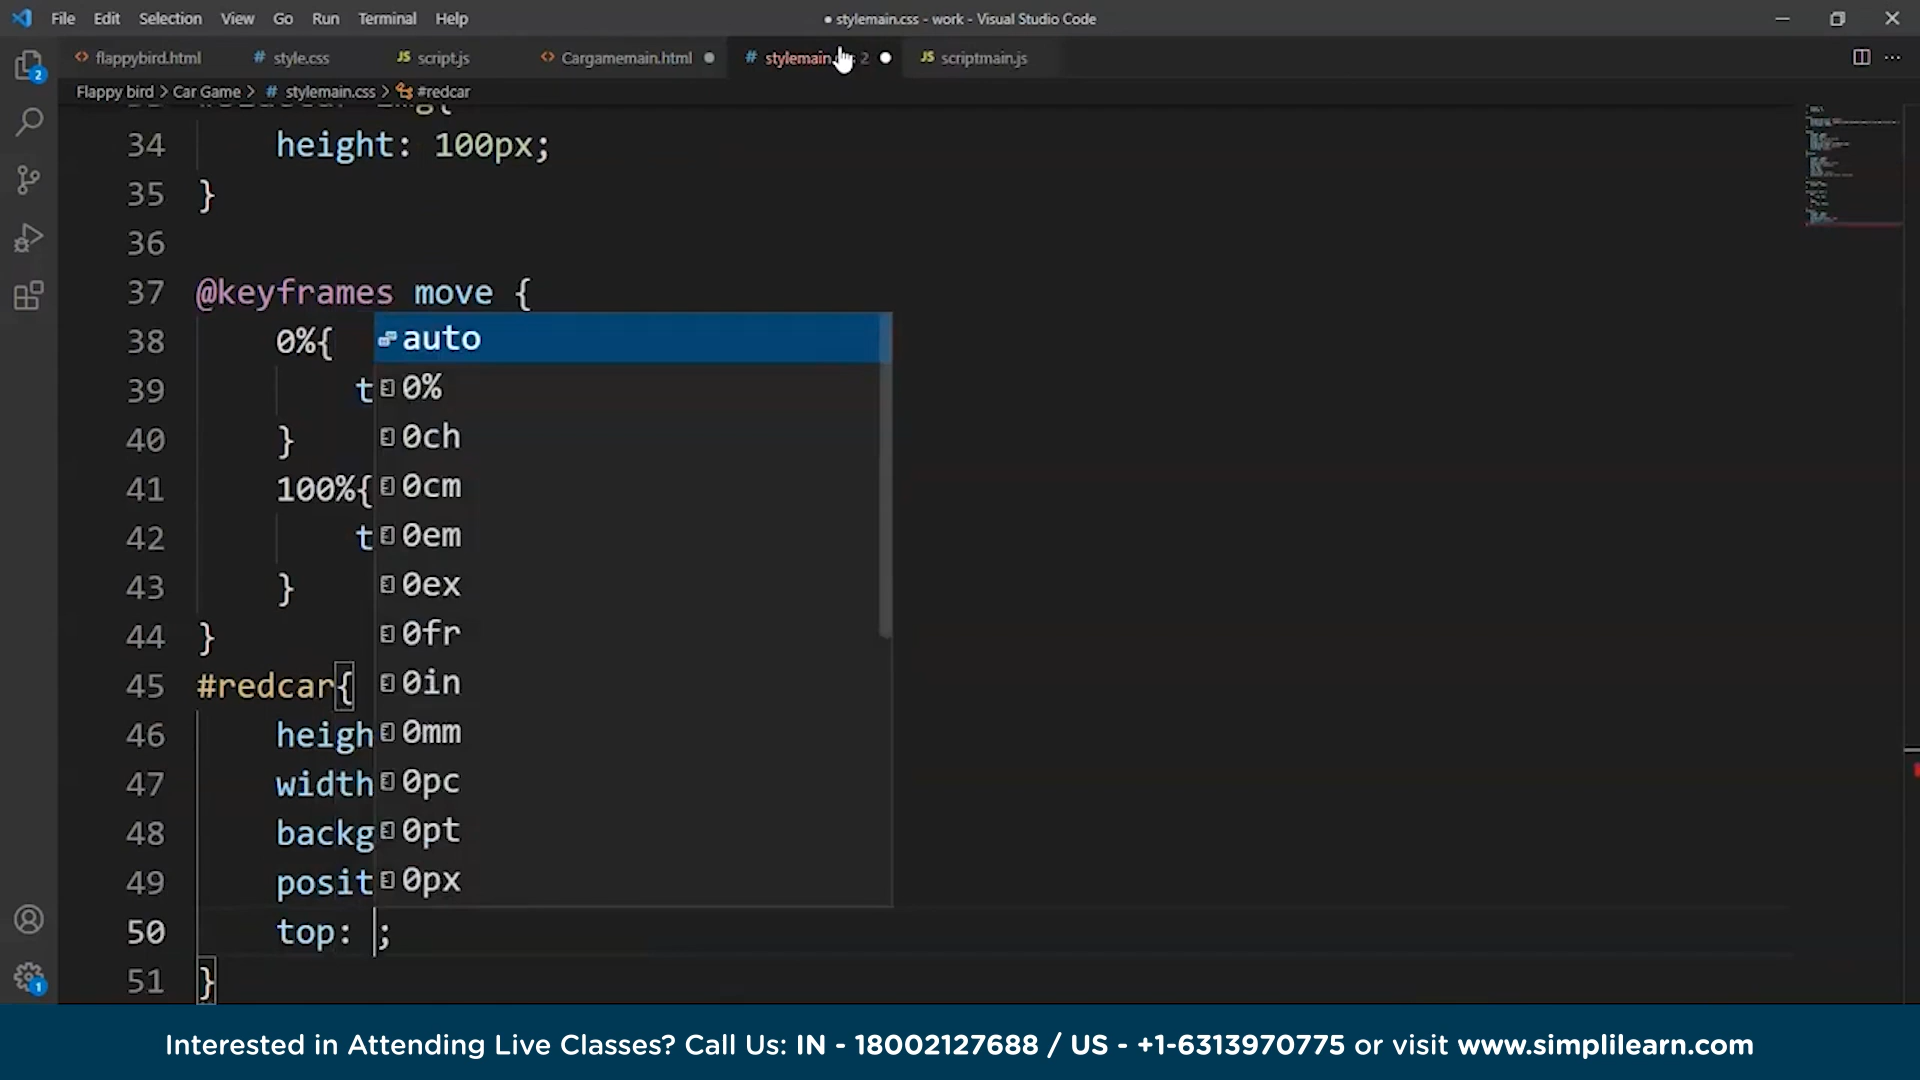 File Edit Selection View Go Run Terminal Help
● stylemain.css - work - Visual Studio Code
2
<> flappybird.html # style.css JS script.js <> Cargamemain.html ● # stylemain. 2 ● JS scriptmain.js
Flappy bird > Car Game > # stylemain.css > #redcar
34 height: 100px;
35 }
36
37 @keyframes move {
38 0%{
39 t
40 }
41 100%{
42 t
43 }
44 }
45 #redcar{
46 heigh
47 width
48 backg
49 posit
50 top: ;
51 }
auto
0%
0ch
0cm
0em
0ex
0fr
0in
0mm
0pc
0pt
0px
1
Interested in Attending Live Classes? Call Us: IN - 18002127688 / US - +1-6313970775 or visit www.simplilearn.com